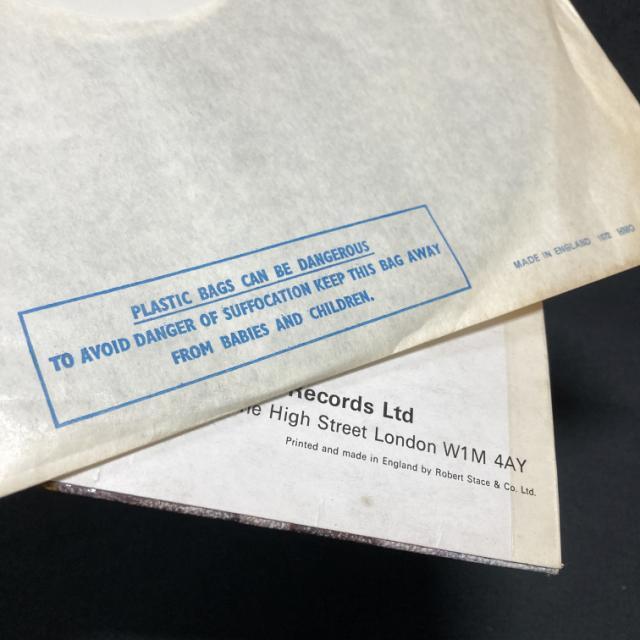 PLASTIC BAGS CAN BE DANGEROUS
TO AVOID DANGER OF SUFFOCATION KEEP THIS BAG AWAY
FROM BABIES AND CHILDREN.
MADE IN ENGLAND
Records Ltd
High Street London W1M 4AY
Printed and made in England by Robert Stace & Co. Ltd.